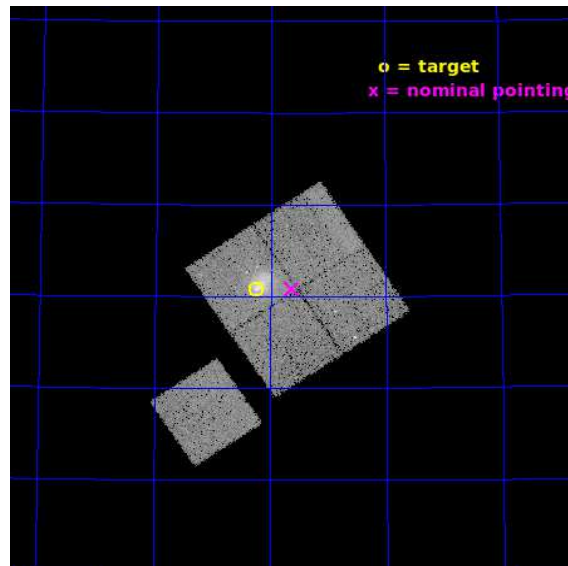 o = target
x = nominal pointing